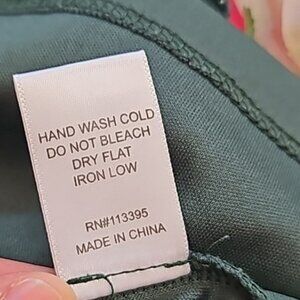 HAND WASH COLD
DO NOT BLEACH
DRY FLAT
IRON LOW
RN#113395
MADE IN CHINA